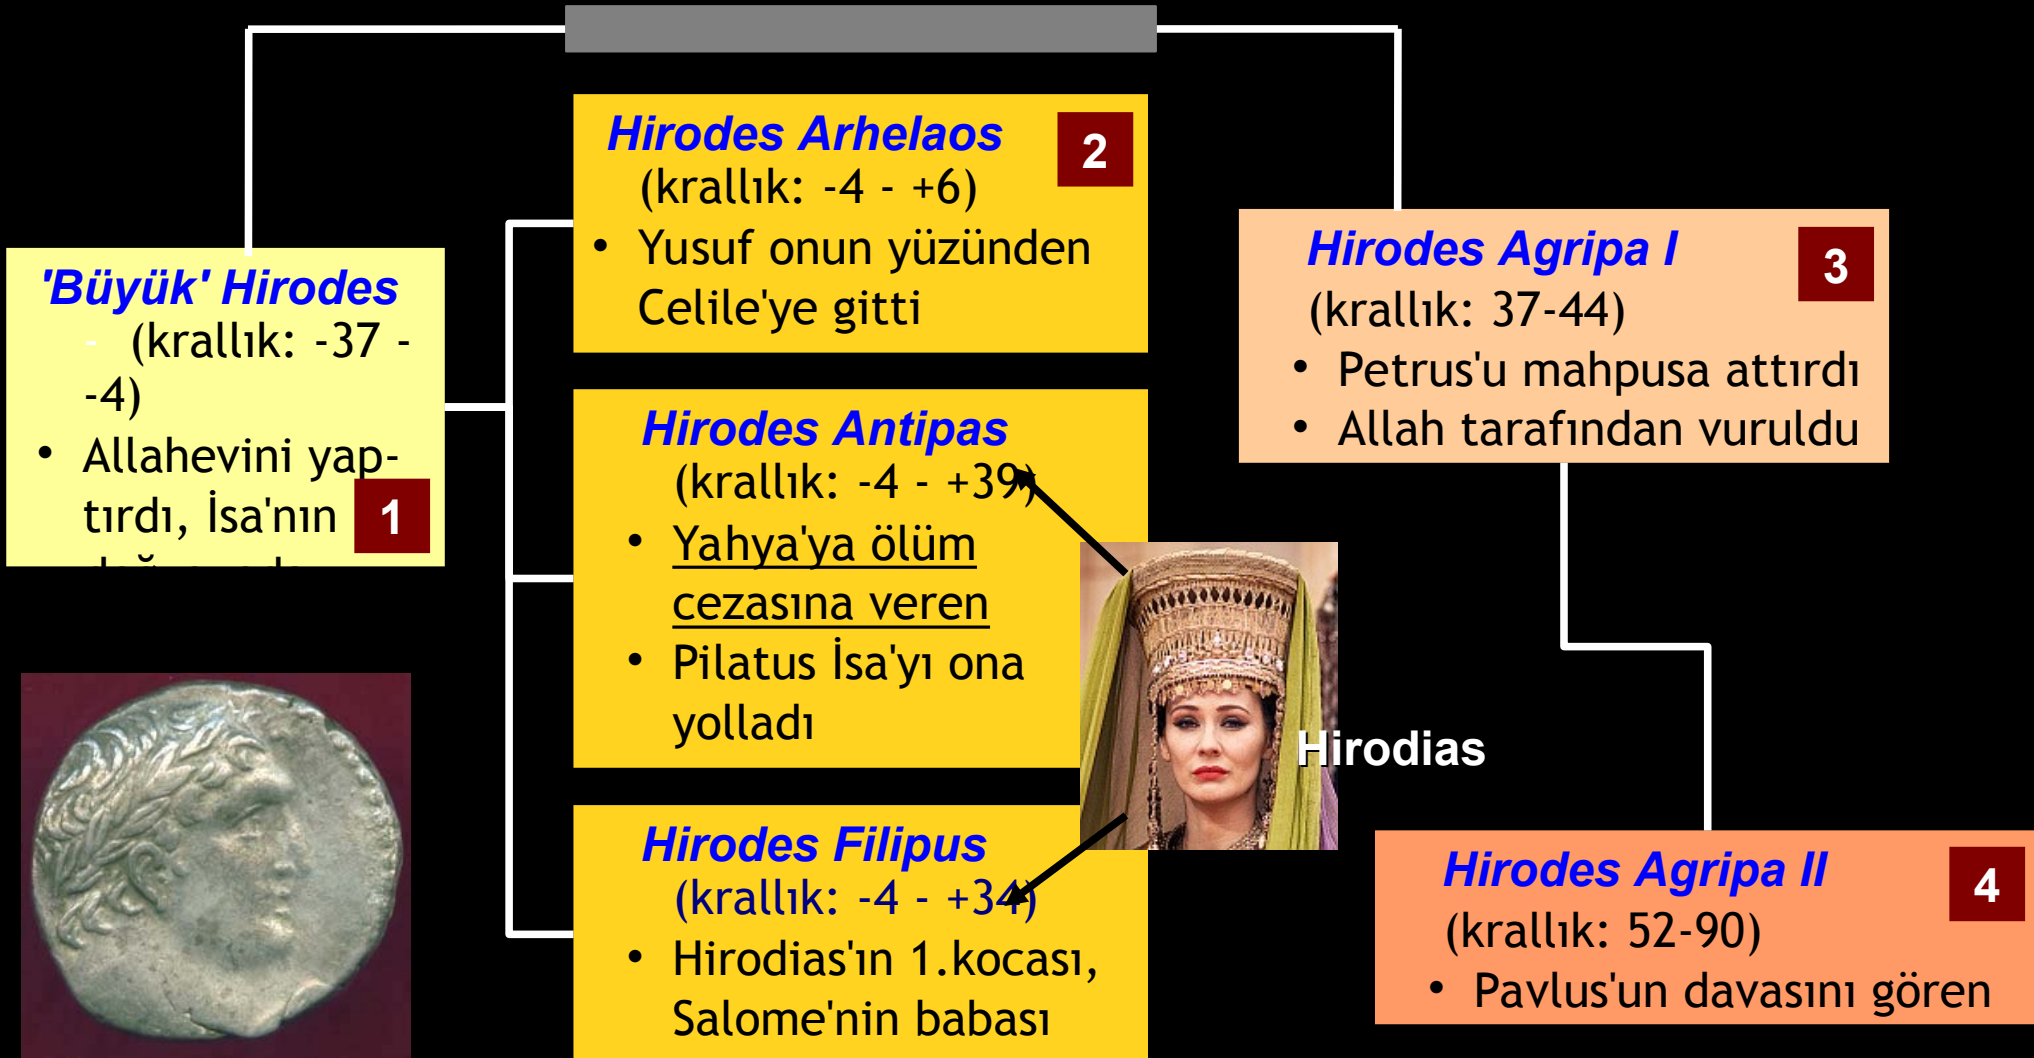 'Büyük' Hirodes
- (krallık: -37 -
-4)
• Allahevini yap-
tırdı, İsa'nın
1
Hirodes Arhelaos
2
(krallık: -4 - +6)
• Yusuf onun yüzünden
Celile'ye gitti
Hirodes Antipas
(krallık: -4 - +39)
• Yahya'ya ölüm
cezasına veren
• Pilatus İsa'yı ona
yolladı
Hirodes Filipus
(krallık: -4 - +34)
• Hirodias'ın 1.kocası,
Salome'nin babası
Hirodias
Hirodes Agripa I
3
(krallık: 37-44)
• Petrus'u mahpusa attırdı
• Allah tarafından vuruldu
Hirodes Agripa II
4
(krallık: 52-90)
• Pavlus'un davasını gören